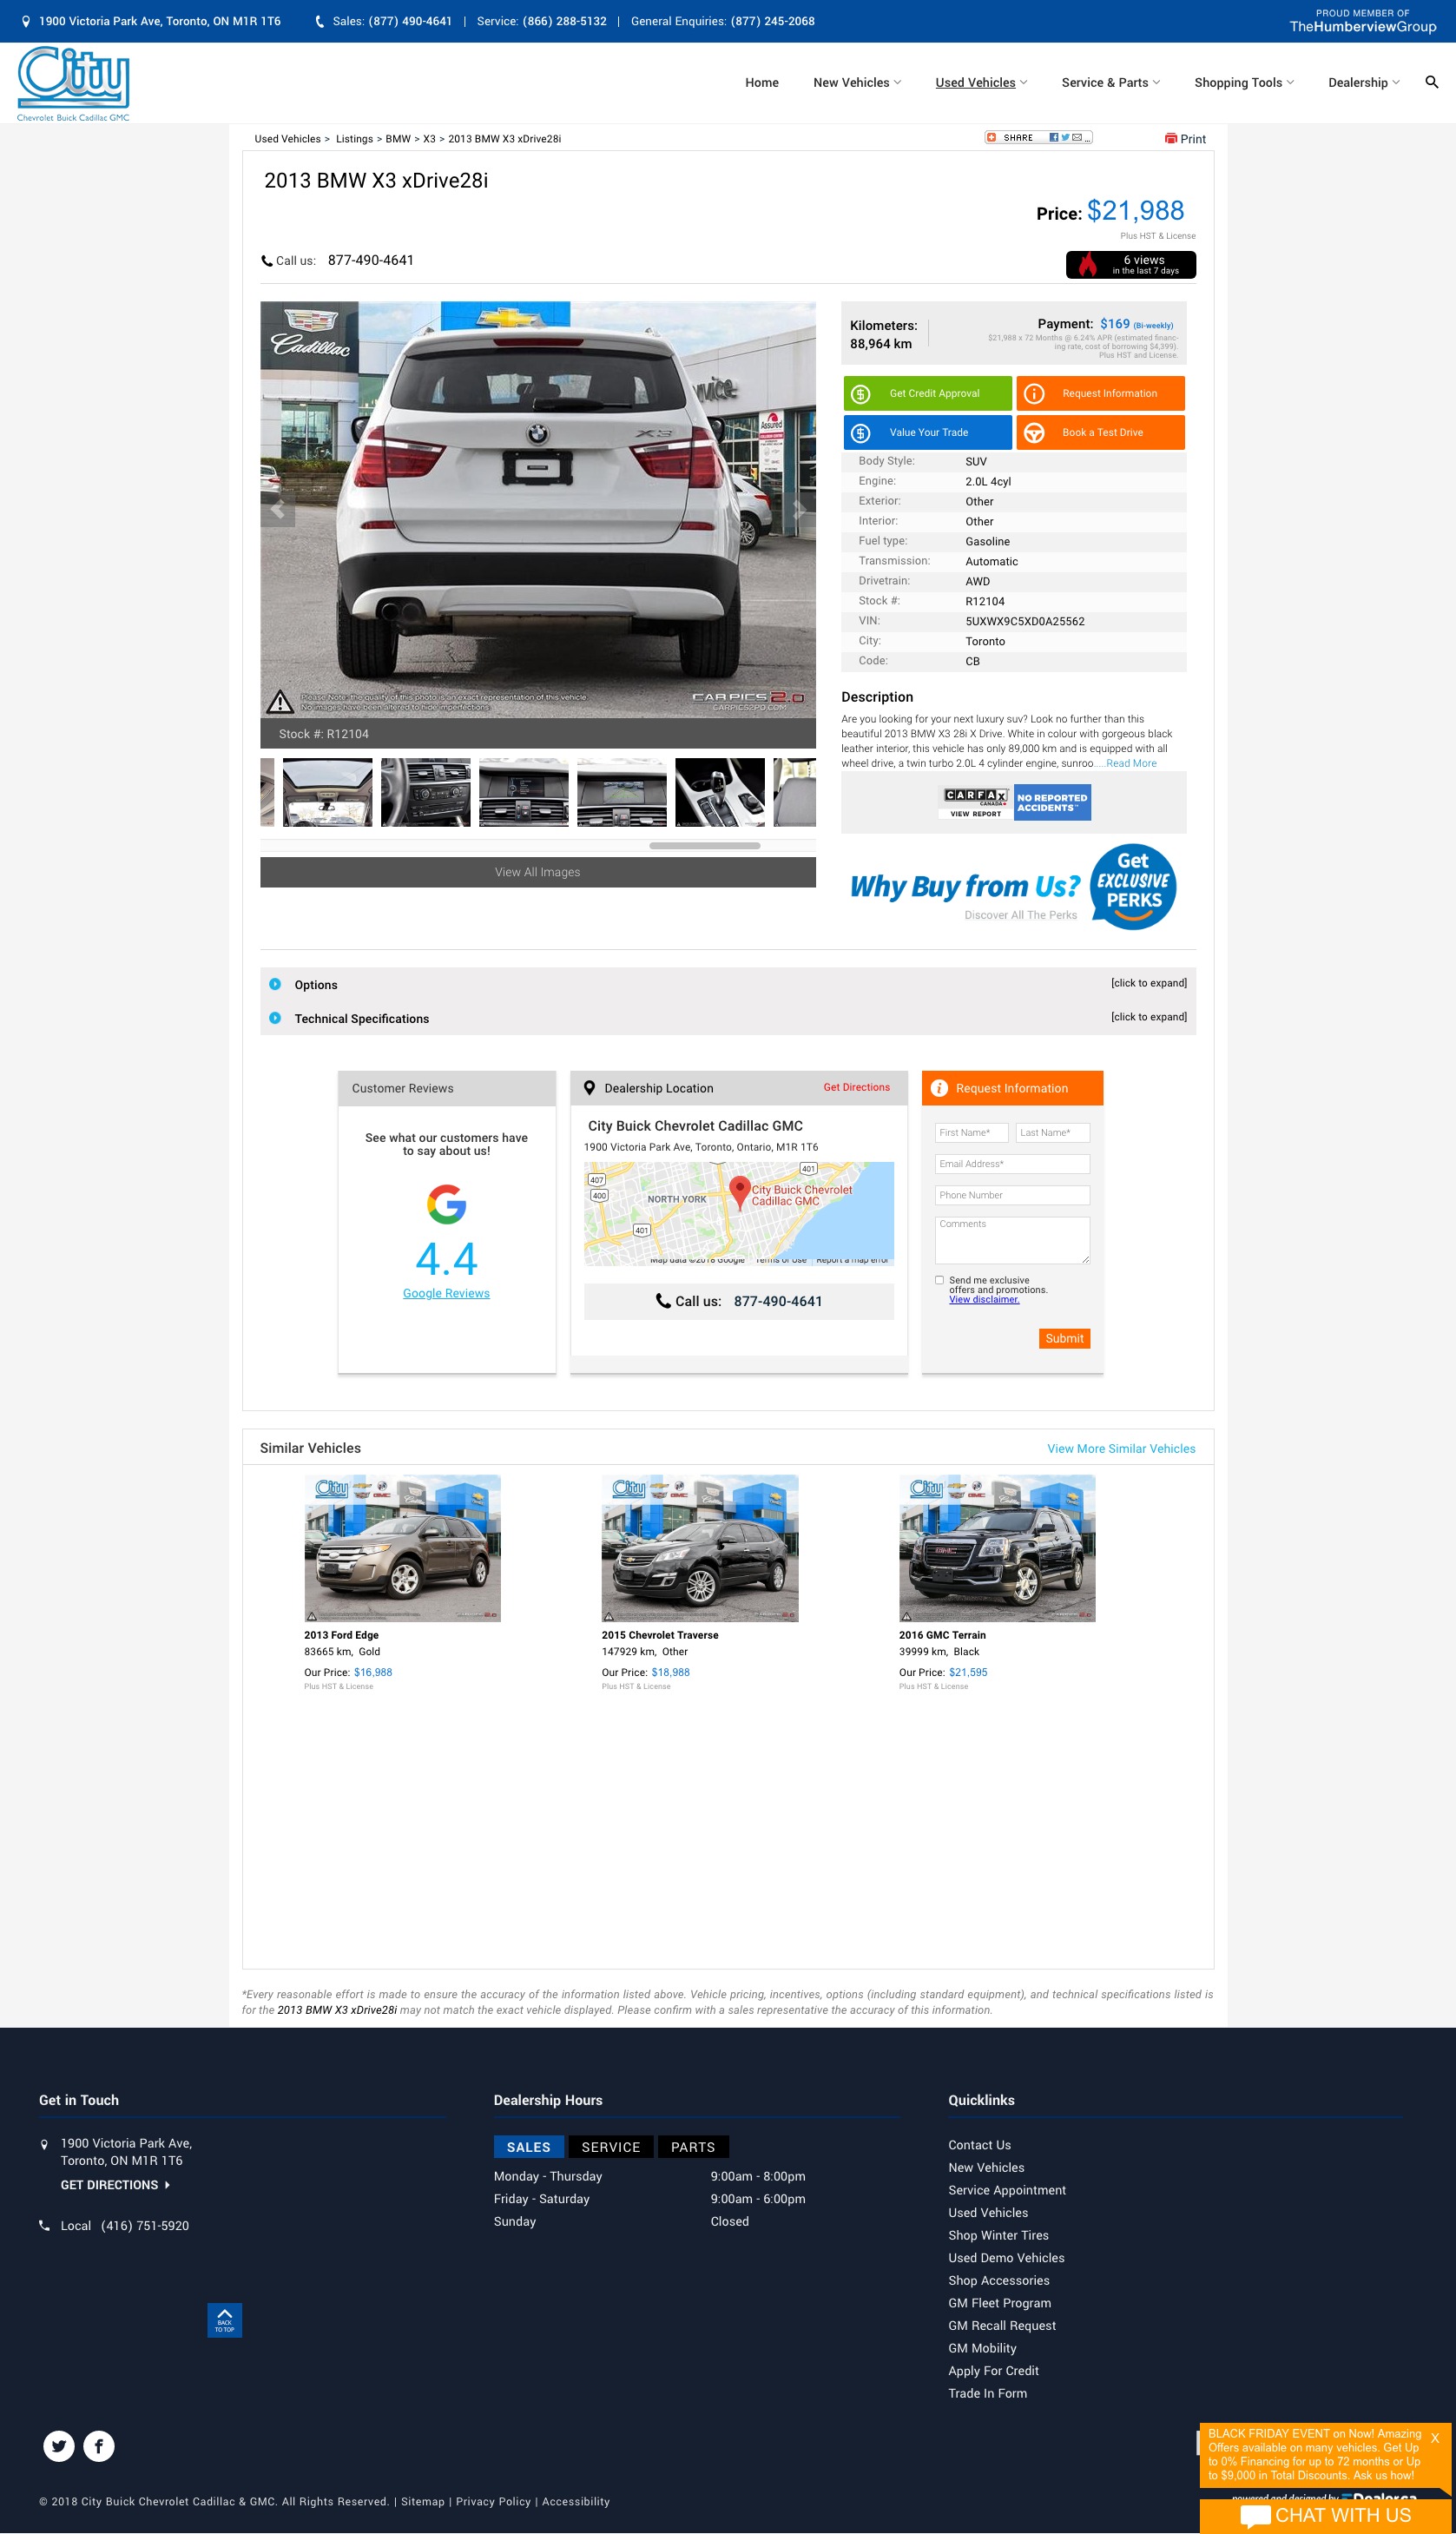 1900 Victoria Park Ave, Toronto, ON M1R 1T6
Sales: (877) 490-4641 | Service: (866) 288-5132 | General Enquiries: (877) 245-2068
PROUD MEMBER OF
TheHumberviewGroup
City
Chevrolet Buick Cadillac GMC
Home
New Vehicles
Used Vehicles
Service & Parts
Shopping Tools
Dealership
Used Vehicles > Listings > BMW > X3 > 2013 BMW X3 xDrive28i
SHARE
Print
2013 BMW X3 xDrive28i
Price: $21,988
Plus HST & License
Call us: 877-490-4641
6 views
in the last 7 days
Cadillac
vice
Assured
X3
Please Note: the quality of this photo is an exact representation of this vehicle.
No images have been altered to hide imperfections.
CARPICS 2.0
CARPICS2PO.COM
Stock #: R12104
View All Images
Kilometers:
88,964 km
Payment: $169 (Bi-weekly)
$21,988 x 72 Months @ 6.24% APR (estimated financ-
ing rate, cost of borrowing $4,399).
Plus HST and License.
Get Credit Approval
Request Information
Value Your Trade
Book a Test Drive
Body Style: SUV
Engine: 2.0L 4cyl
Exterior: Other
Interior: Other
Fuel type: Gasoline
Transmission: Automatic
Drivetrain: AWD
Stock #: R12104
VIN: 5UXWX9C5XD0A25562
City: Toronto
Code: CB
Description
Are you looking for your next luxury suv? Look no further than this
beautiful 2013 BMW X3 28i X Drive. White in colour with gorgeous black
leather interior, this vehicle has only 89,000 km and is equipped with all
wheel drive, a twin turbo 2.0L 4 cylinder engine, sunroo.....Read More
CARFAX
CANADA
VIEW REPORT
NO REPORTED
ACCIDENTS™
Why Buy from Us?
Discover All The Perks
Get
EXCLUSIVE
PERKS
Options [click to expand]
Technical Specifications [click to expand]
Customer Reviews
See what our customers have
to say about us!
4.4
Google Reviews
Dealership Location
Get Directions
City Buick Chevrolet Cadillac GMC
1900 Victoria Park Ave, Toronto, Ontario, M1R 1T6
407
400
401
401
NORTH YORK
City Buick Chevrolet
Cadillac GMC
Map data ©2018 Google Terms of Use Report a map error
Call us: 877-490-4641
Request Information
First Name*
Last Name*
Email Address*
Phone Number
Comments
Send me exclusive
offers and promotions.
View disclaimer.
Submit
Similar Vehicles
View More Similar Vehicles
City
City
City
GMC
2013 Ford Edge
83665 km, Gold
Our Price: $16,988
Plus HST & License
2015 Chevrolet Traverse
147929 km, Other
Our Price: $18,988
Plus HST & License
2016 GMC Terrain
39999 km, Black
Our Price: $21,595
Plus HST & License
*Every reasonable effort is made to ensure the accuracy of the information listed above. Vehicle pricing, incentives, options (including standard equipment), and technical specifications listed is
for the 2013 BMW X3 xDrive28i may not match the exact vehicle displayed. Please confirm with a sales representative the accuracy of this information.
Get in Touch
1900 Victoria Park Ave,
Toronto, ON M1R 1T6
GET DIRECTIONS
Local (416) 751-5920
BACK
TO TOP
Dealership Hours
SALES
SERVICE
PARTS
Monday - Thursday 9:00am - 8:00pm
Friday - Saturday 9:00am - 6:00pm
Sunday Closed
Quicklinks
Contact Us
New Vehicles
Service Appointment
Used Vehicles
Shop Winter Tires
Used Demo Vehicles
Shop Accessories
GM Fleet Program
GM Recall Request
GM Mobility
Apply For Credit
Trade In Form
BLACK FRIDAY EVENT on Now! Amazing
Offers available on many vehicles. Get Up
to 0% Financing for up to 72 months or Up
to $9,000 in Total Discounts. Ask us how!
X
powered and designed by EDealer.ca
CHAT WITH US
© 2018 City Buick Chevrolet Cadillac & GMC. All Rights Reserved. | Sitemap | Privacy Policy | Accessibility